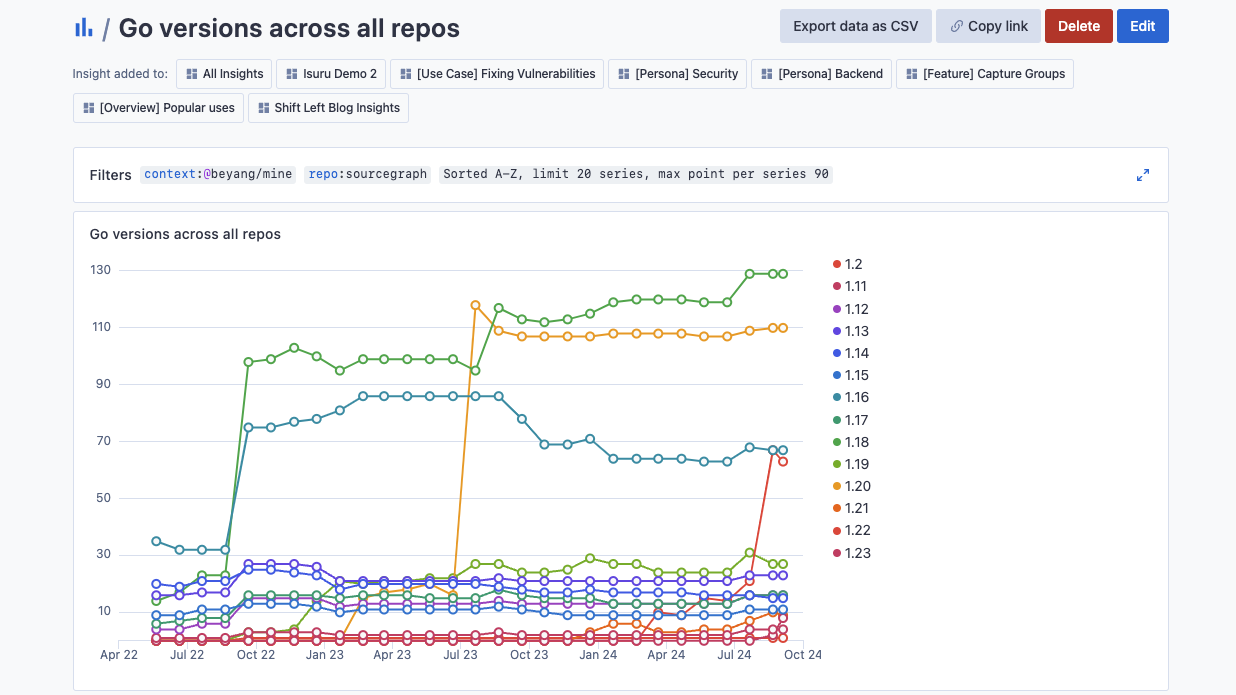 / Go versions across all repos
Export data as CSV
Copy link
Delete
Edit
Insight added to:
All Insights
Isuru Demo 2
[Use Case] Fixing Vulnerabilities
[Persona] Security
[Persona] Backend
[Feature] Capture Groups
[Overview] Popular uses
Shift Left Blog Insights
Filters
context:@beyang/mine
repo:sourcegraph
Sorted A–Z, limit 20 series, max point per series 90
Go versions across all repos
130
110
90
70
50
30
10
Apr 22
Jul 22
Oct 22
Jan 23
Apr 23
Jul 23
Oct 23
Jan 24
Apr 24
Jul 24
Oct 24
1.2
1.11
1.12
1.13
1.14
1.15
1.16
1.17
1.18
1.19
1.20
1.21
1.22
1.23